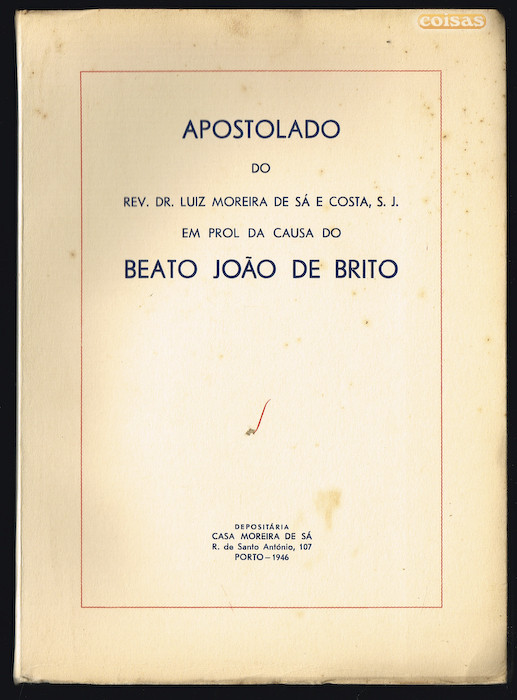 coisas
APOSTOLADO
DO
REV. DR. LUIZ MOREIRA DE SÁ E COSTA, S. J.
EM PROL DA CAUSA DO
BEATO JOÃO DE BRITO
DEPOSITÁRIA
CASA MOREIRA DE SÁ
R. de Santo António, 107
PORTO - 1946